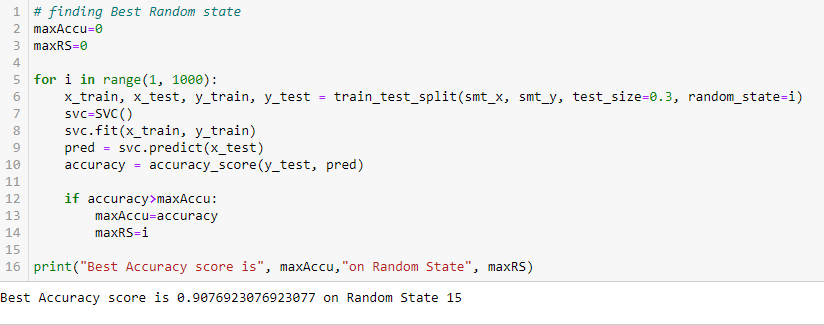 1 # finding Best Random state
2 maxAccu=0
3 maxRS=0
4
5 for i in range(1, 1000):
6     x_train, x_test, y_train, y_test = train_test_split(smt_x, smt_y, test_size=0.3, random_state=i)
7     svc=SVC()
8     svc.fit(x_train, y_train)
9     pred = svc.predict(x_test)
10     accuracy = accuracy_score(y_test, pred)
11
12     if accuracy>maxAccu:
13         maxAccu=accuracy
14         maxRS=i
15
16 print("Best Accuracy score is", maxAccu,"on Random State", maxRS)
Best Accuracy score is 0.9076923076923077 on Random State 15